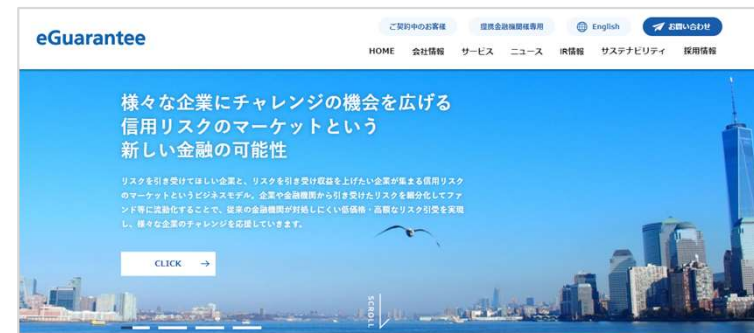 eGuarantee
ご契約中のお客様
提携金融機関様専用
English
お問い合わせ
HOME
会社情報
サービス
ニュース
IR情報
サステナビリティ
採用情報
様々な企業にチャレンジの機会を広げる
信用リスクのマーケットという
新しい金融の可能性
リスクを引き受けてほしい企業と、リスクを引き受け収益を上げたい企業が集まる信用リスク
のマーケットというビジネスモデル。企業や金融機関から引き受けたリスクを細分化してファ
ンド等に流動化することで、従来の金融機関が対処しにくい低価格・高額なリスク引受を実現
し、様々な企業のチャレンジを応援していきます。
CLICK
SCROLL